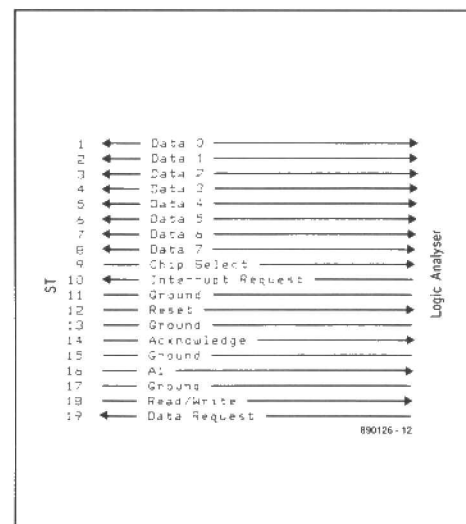 1 Data 0
2 Data 1
3 Data 2
4 Data 3
5 Data 4
6 Data 5
7 Data 6
8 Data 7
9 Chip Select
10 Interrupt Request
11 Ground
12 Reset
13 Ground
14 Acknowledge
15 Ground
16 A1
17 Ground
18 Read/Write
19 Data Request
ST
Logic Analyser
890126 - 12